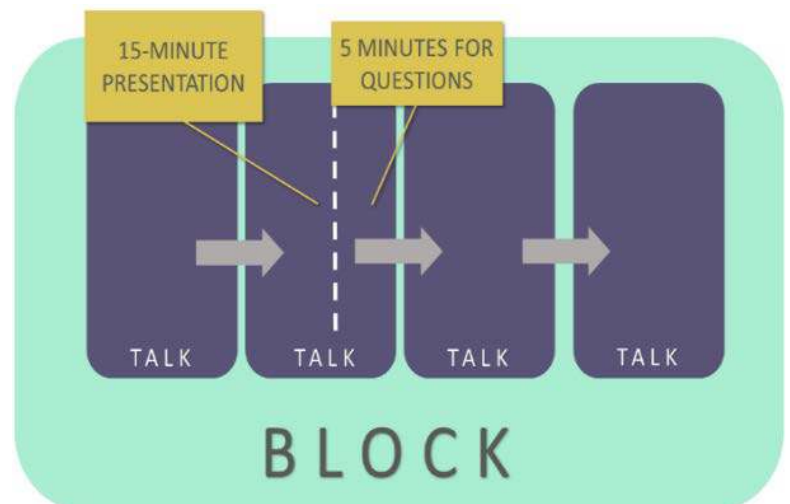 15-MINUTE
PRESENTATION
5 MINUTES FOR
QUESTIONS
TALK
TALK
TALK
TALK
BLOCK